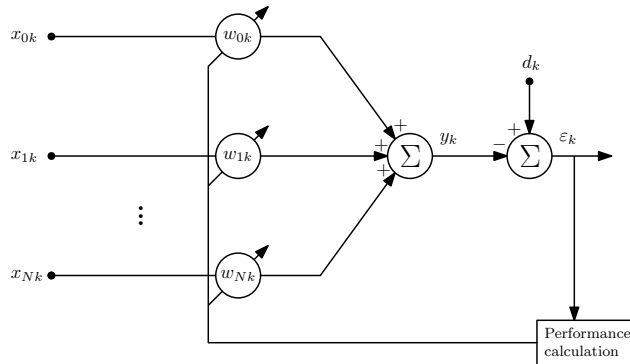 x_{0k}
w_{0k}
d_k
+
+
x_{1k}
w_{1k}
+
Σ
y_k
−
Σ
ε_k
+
⋮
x_{Nk}
w_{Nk}
Performance
calculation